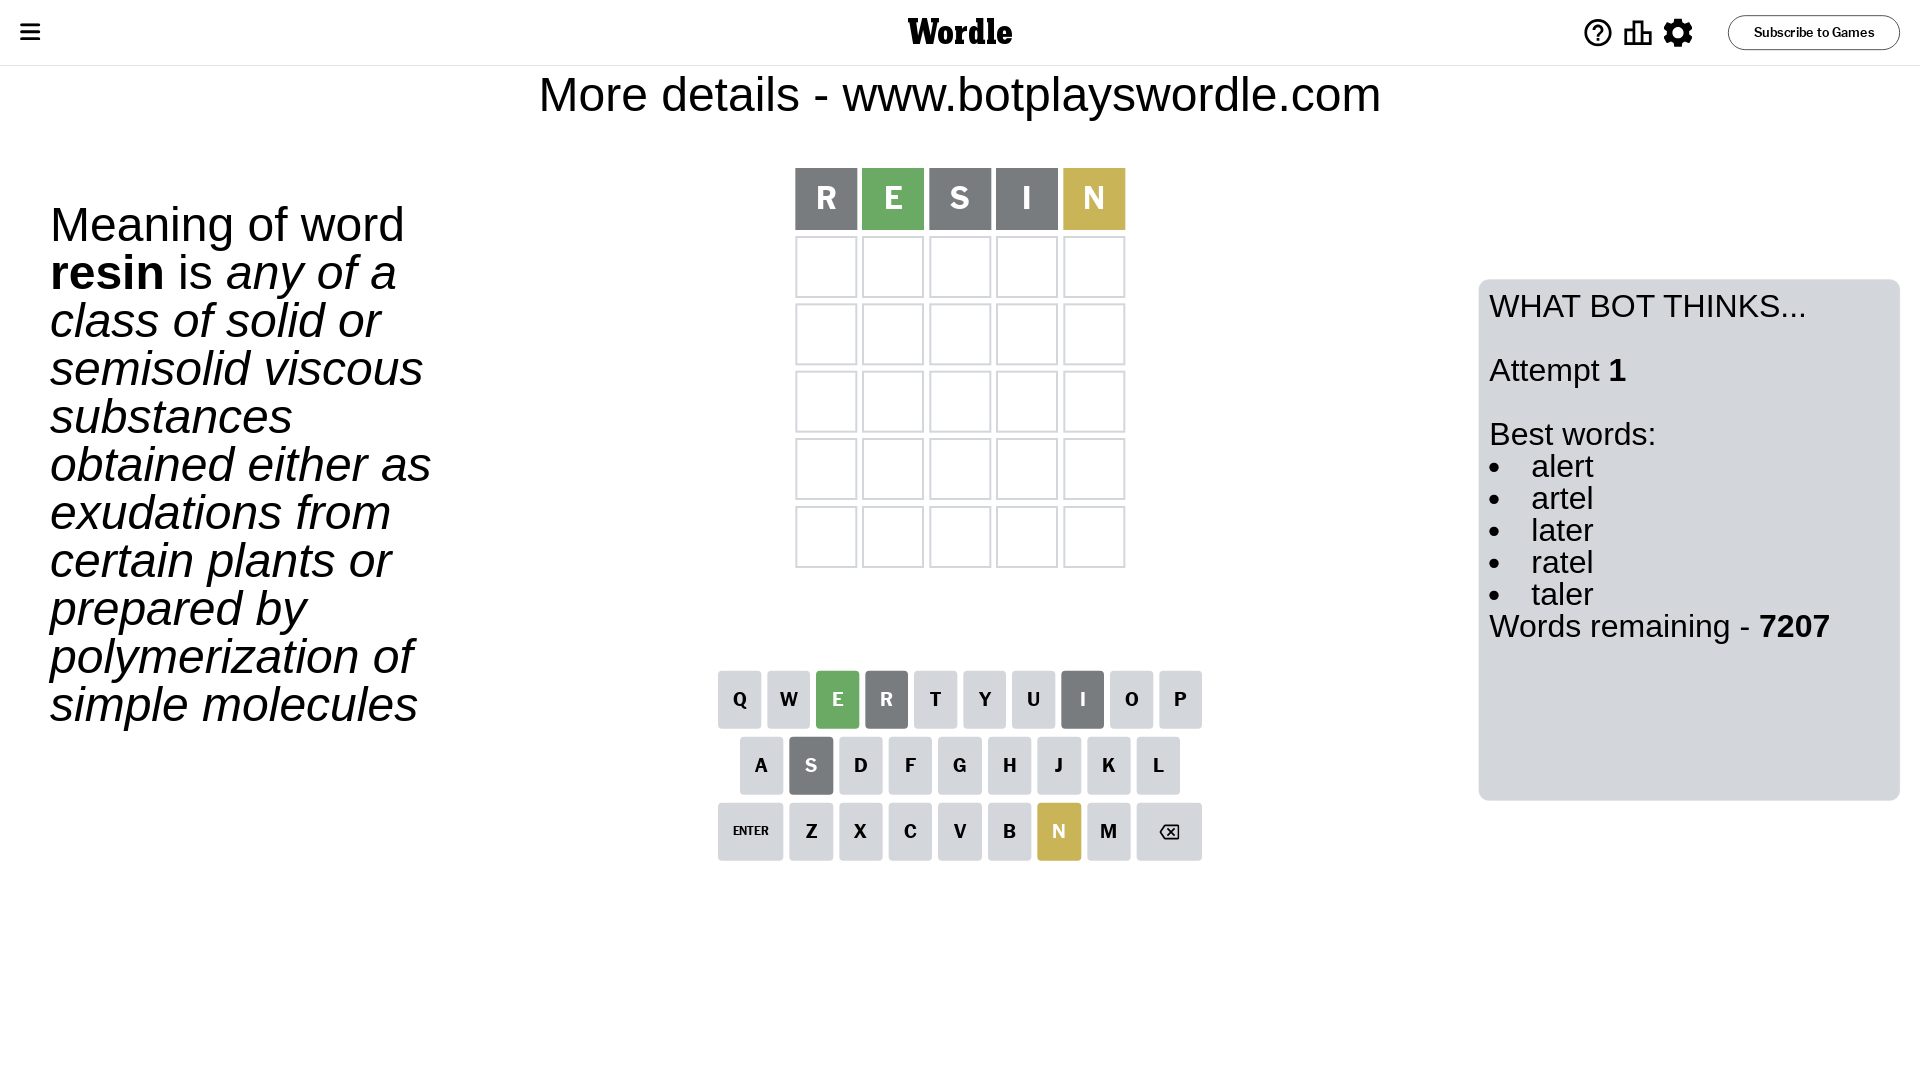 Wordle
Subscribe to Games
More details - www.botplayswordle.com
Meaning of word
resin is any of a
class of solid or
semisolid viscous
substances
obtained either as
exudations from
certain plants or
prepared by
polymerization of
simple molecules
R E S I N
WHAT BOT THINKS...
Attempt 1
Best words:
• alert
• artel
• later
• ratel
• taler
Words remaining - 7207
Q W E R T Y U I O P
A S D F G H J K L
ENTER Z X C V B N M